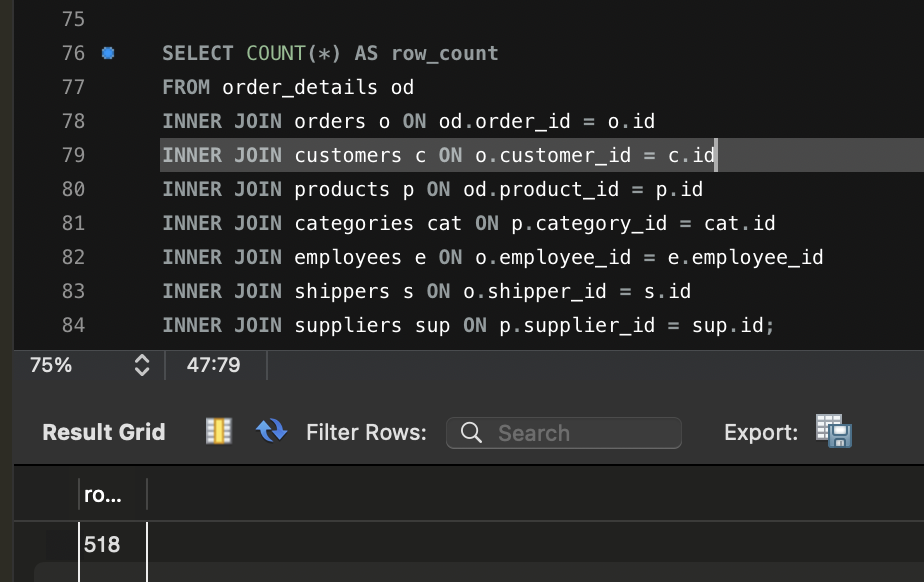 75
76 SELECT COUNT(*) AS row_count
77 FROM order_details od
78 INNER JOIN orders o ON od.order_id = o.id
79 INNER JOIN customers c ON o.customer_id = c.id
80 INNER JOIN products p ON od.product_id = p.id
81 INNER JOIN categories cat ON p.category_id = cat.id
82 INNER JOIN employees e ON o.employee_id = e.employee_id
83 INNER JOIN shippers s ON o.shipper_id = s.id
84 INNER JOIN suppliers sup ON p.supplier_id = sup.id;
75% 47:79
Result Grid Filter Rows: Search Export:
ro...
518